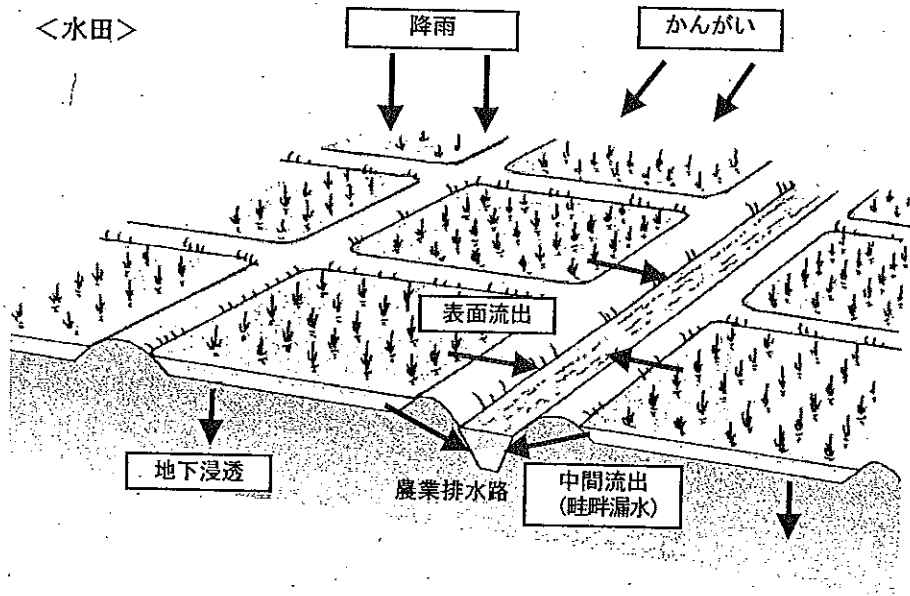 <水田>
降雨
かんがい
表面流出
地下浸透
農業排水路
中間流出
(畦畔漏水)